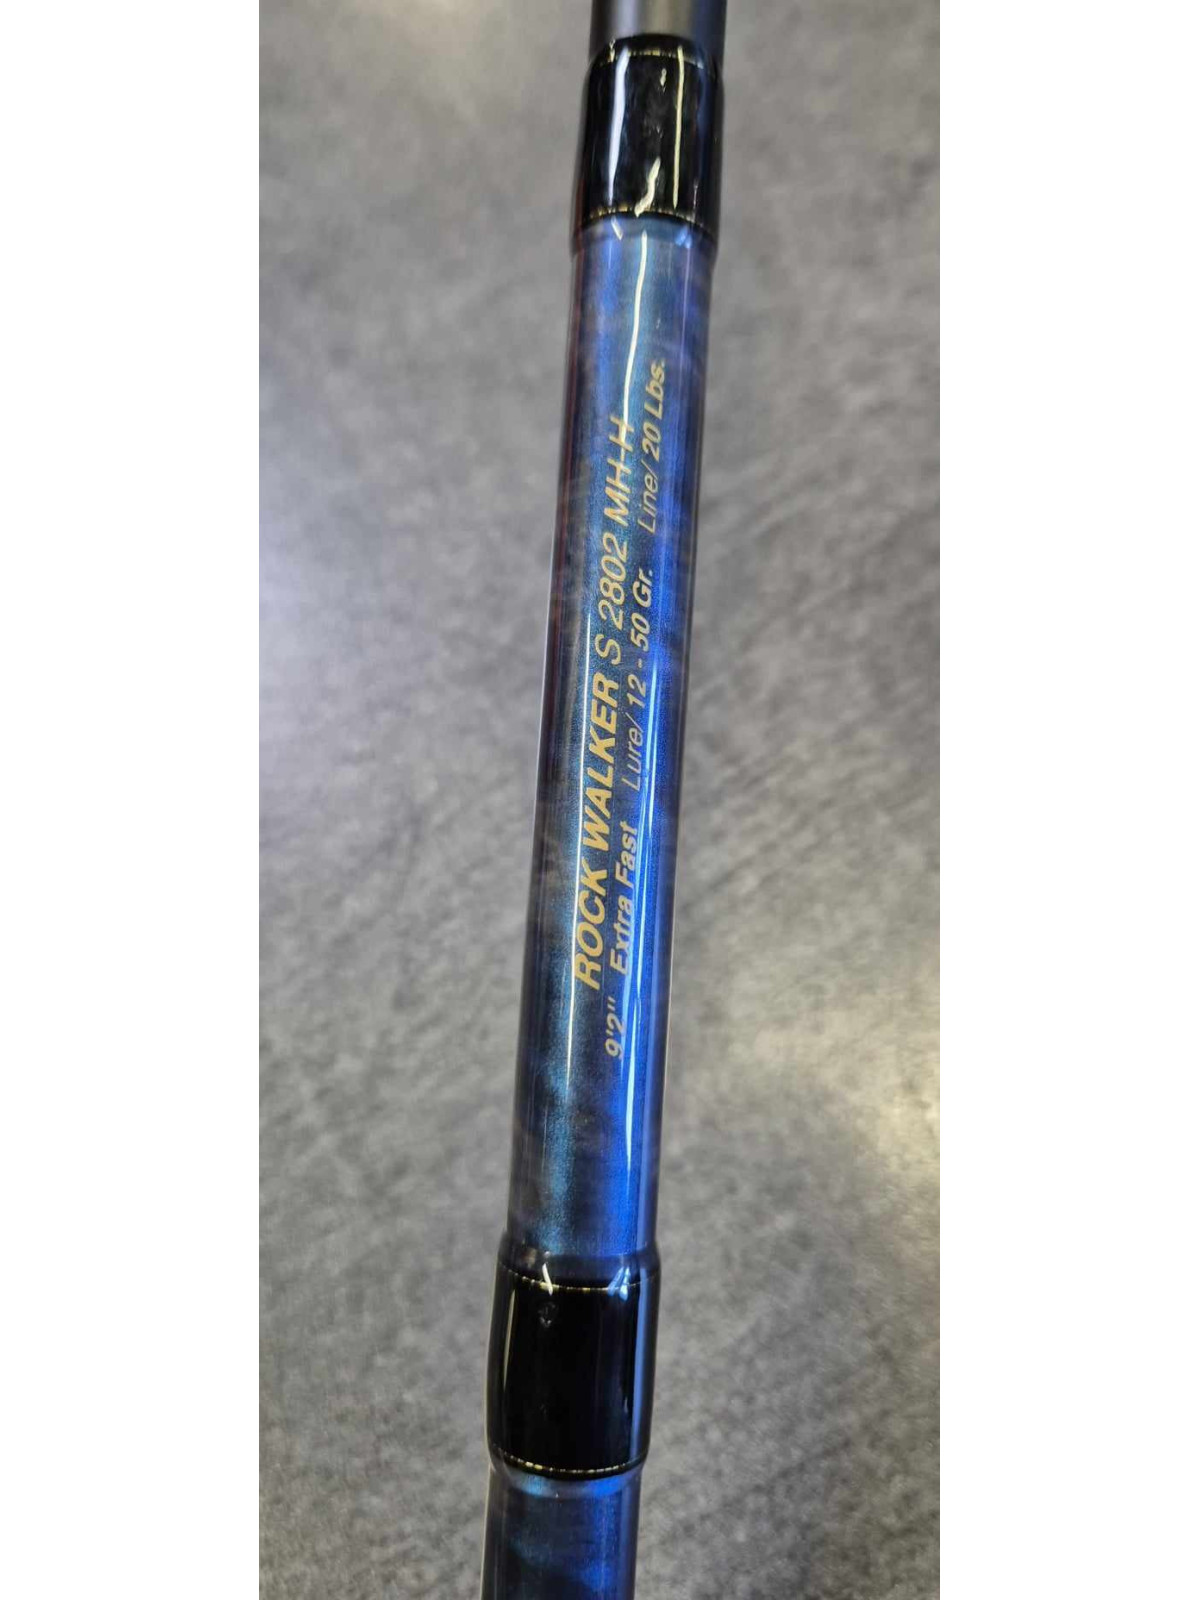 ROCK WALKER S 2802 MH-H
9'2" Extra Fast Lure/ 12 - 50 Gr. Line/ 20 Lbs.